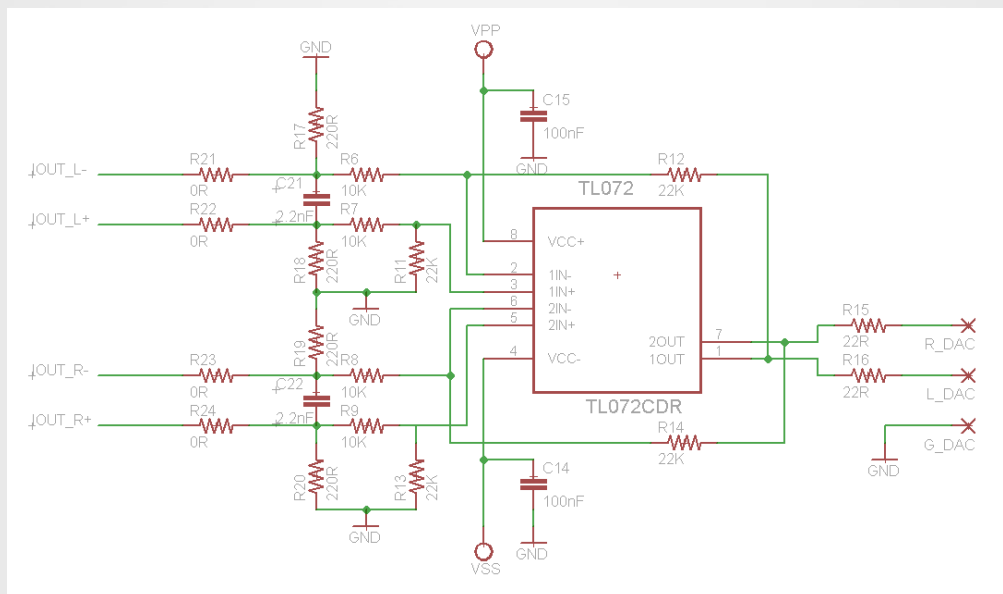 VPP
GND
C15
100nF
GND
R17
220R
IOUT_L-
R21
0R
R6
10K
R12
22K
C21
2.2nF
TL072
IOUT_L+
R22
0R
R7
10K
R18
220R
R11
22K
GND
8
VCC+
2
1IN-
3
1IN+
6
2IN-
5
2IN+
4
VCC-
2OUT
7
1OUT
1
TL072CDR
R15
22R
R_DAC
R16
22R
L_DAC
G_DAC
GND
R19
220R
IOUT_R-
R23
0R
R8
10K
C22
2.2nF
IOUT_R+
R24
0R
R9
10K
R14
22K
R20
220R
R13
22K
GND
C14
100nF
GND
VSS